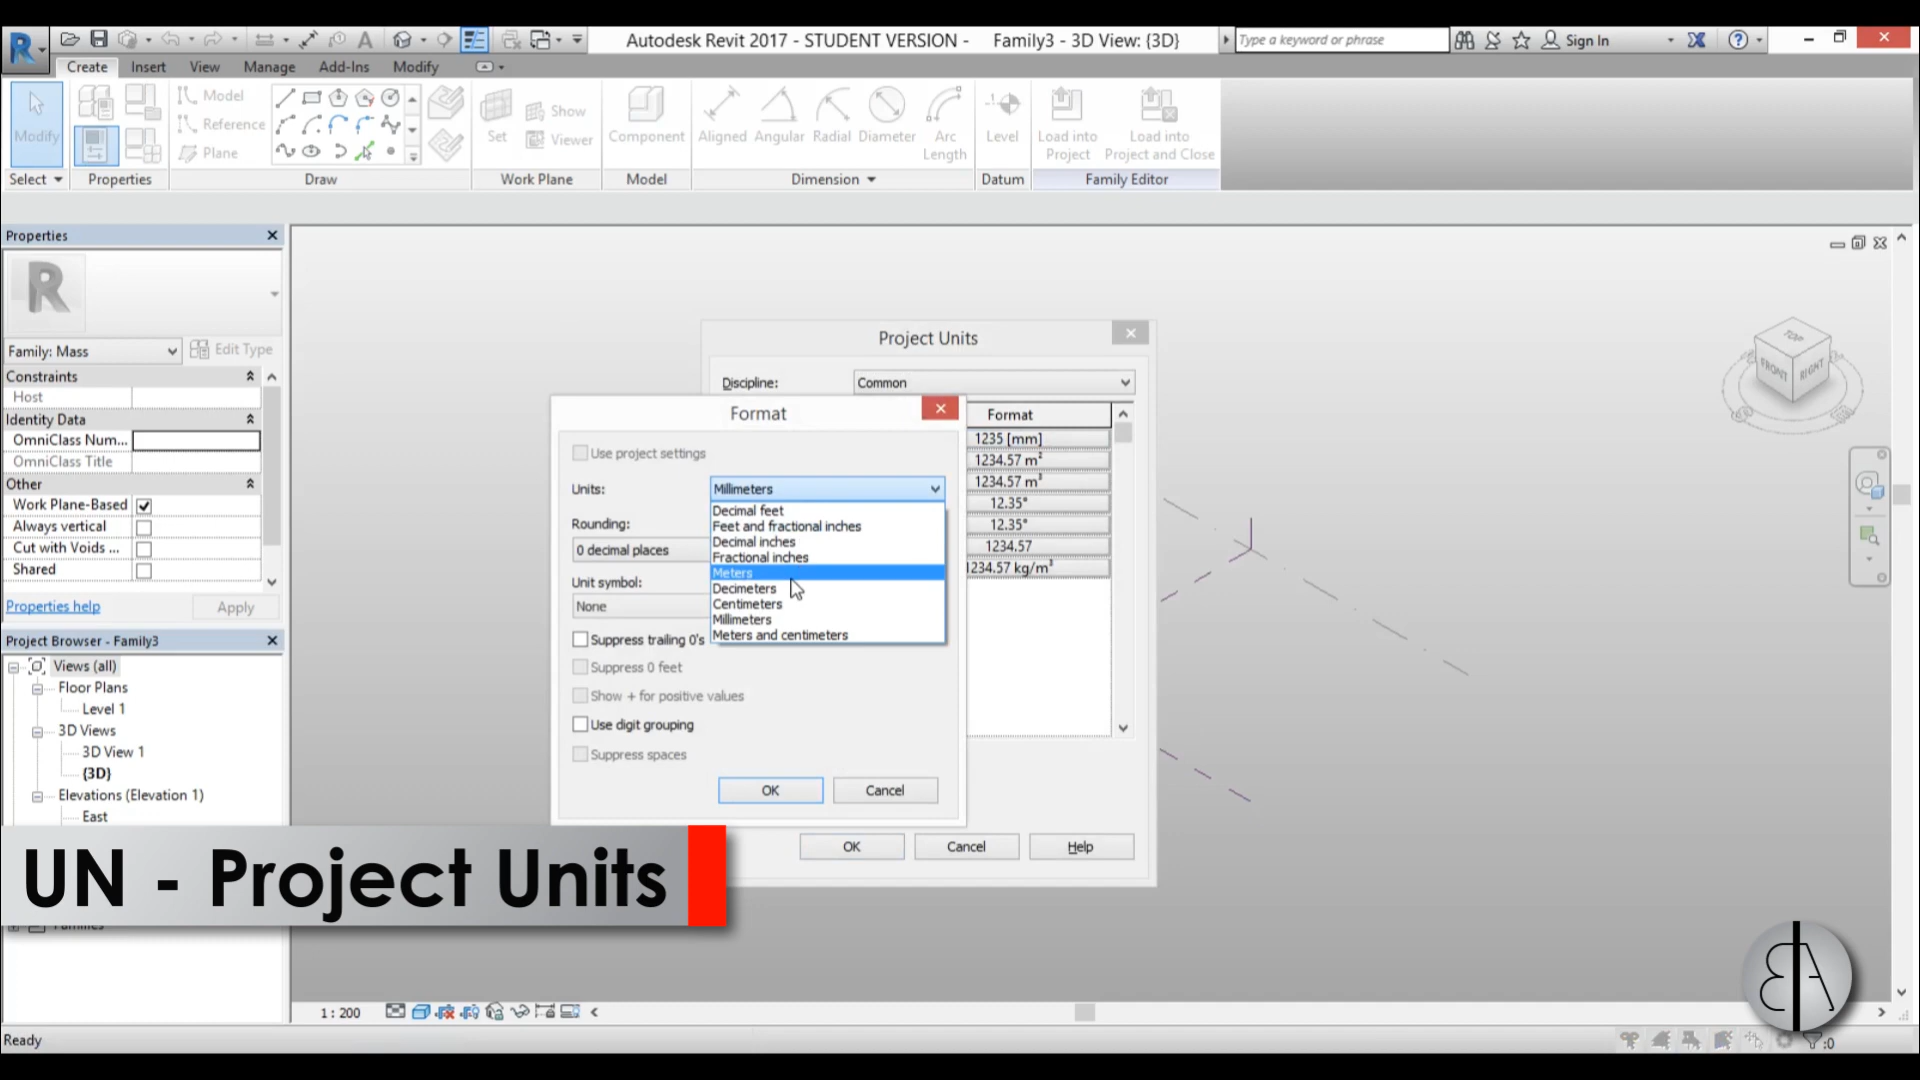 Autodesk Revit 2017 - STUDENT VERSION - Family3 - 3D View: {3D}
Type a keyword or phrase
Sign In
Create Insert View Manage Add-Ins Modify
Modify
Model
Reference
Plane
Set
Show
Viewer
Component
Aligned Angular Radial Diameter Arc Length
Level
Load into Project
Load into Project and Close
Select Properties Draw Work Plane Model Dimension Datum Family Editor
Properties
Family: Mass
Edit Type
Constraints
Host
Identity Data
OmniClass Num...
OmniClass Title
Other
Work Plane-Based
Always vertical
Cut with Voids ...
Shared
Properties help
Apply
Project Browser - Family3
Views (all)
Floor Plans
Level 1
3D Views
3D View 1
{3D}
Elevations (Elevation 1)
East
Families
TOP
FRONT
RIGHT
Project Units
Discipline:
Common
Format
1235 [mm]
1234.57 m²
1234.57 m³
12.35°
12.35°
1234.57
1234.57 kg/m³
OK
Cancel
Help
Format
Use project settings
Units:
Millimeters
Decimal feet
Feet and fractional inches
Decimal inches
Fractional inches
Meters
Decimeters
Centimeters
Millimeters
Meters and centimeters
Rounding:
0 decimal places
Unit symbol:
None
Suppress trailing 0's
Suppress 0 feet
Show + for positive values
Use digit grouping
Suppress spaces
OK
Cancel
UN - Project Units
1 : 200
Ready
:0
BA